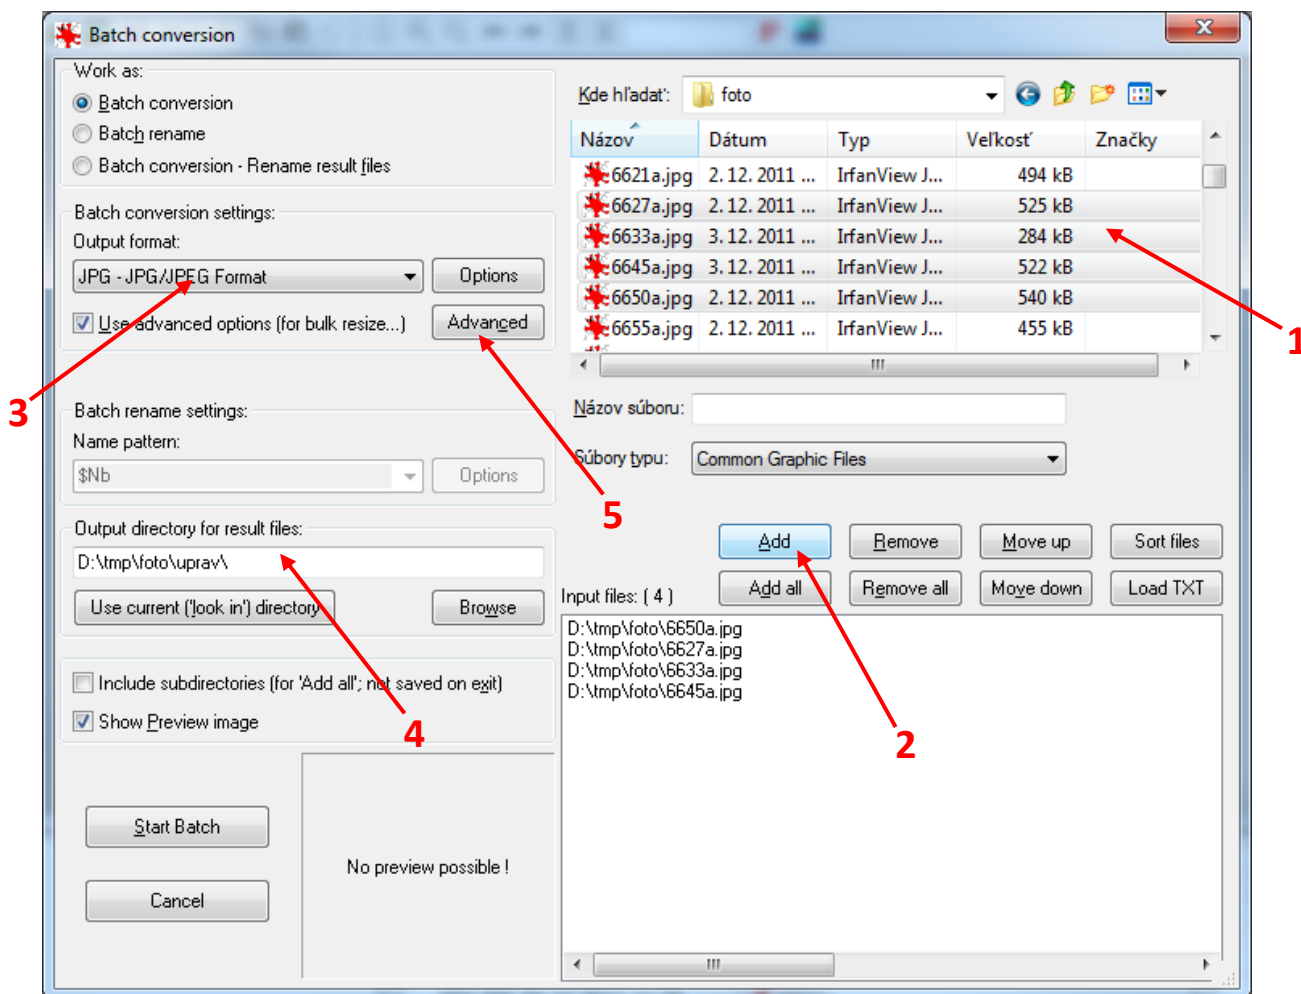 Batch conversion
Work as:
Batch conversion
Batch rename
Batch conversion - Rename result files
Batch conversion settings:
Output format:
JPG - JPG/JPEG Format
Options
Use advanced options (for bulk resize...)
Advanced
3
Batch rename settings:
Name pattern:
$Nb
Options
Output directory for result files:
D:\tmp\foto\uprav\
Use current ('look in') directory
Browse
Include subdirectories (for 'Add all'; not saved on exit)
Show Preview image
4
Start Batch
Cancel
No preview possible !
Kde hľadať: foto
Názov Dátum Typ Veľkosť Značky
6621a.jpg 2. 12. 2011 ... IrfanView J... 494 kB
6627a.jpg 2. 12. 2011 ... IrfanView J... 525 kB
6633a.jpg 3. 12. 2011 ... IrfanView J... 284 kB
6645a.jpg 3. 12. 2011 ... IrfanView J... 522 kB
6650a.jpg 2. 12. 2011 ... IrfanView J... 540 kB
6655a.jpg 2. 12. 2011 ... IrfanView J... 455 kB
1
Názov súboru:
Súbory typu: Common Graphic Files
5
Add Remove Move up Sort files
Input files: ( 4 ) Add all Remove all Move down Load TXT
D:\tmp\foto\6650a.jpg
D:\tmp\foto\6627a.jpg
D:\tmp\foto\6633a.jpg
D:\tmp\foto\6645a.jpg
2